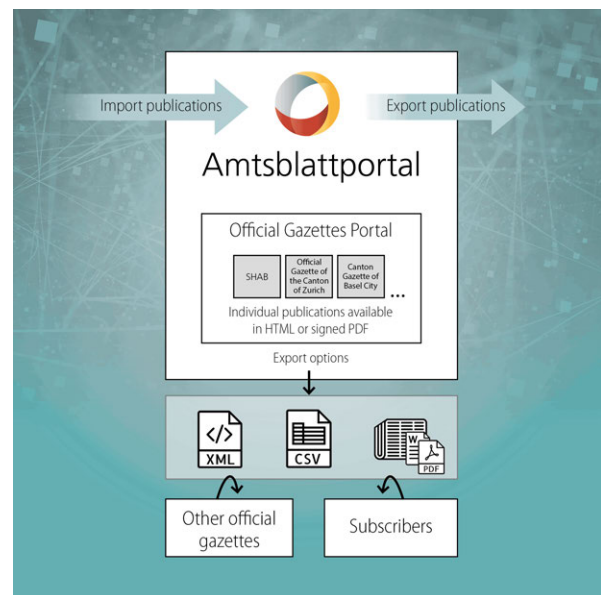 Import publications
Export publications
Amtsblattportal
Official Gazettes Portal
SHAB
Official
Gazette of
the Canton
of Zurich
Canton
Gazette of
Basel City
...
Individual publications available
in HTML or signed PDF
Export options
</>
XML
CSV
W
PDF
Other official
gazettes
Subscribers